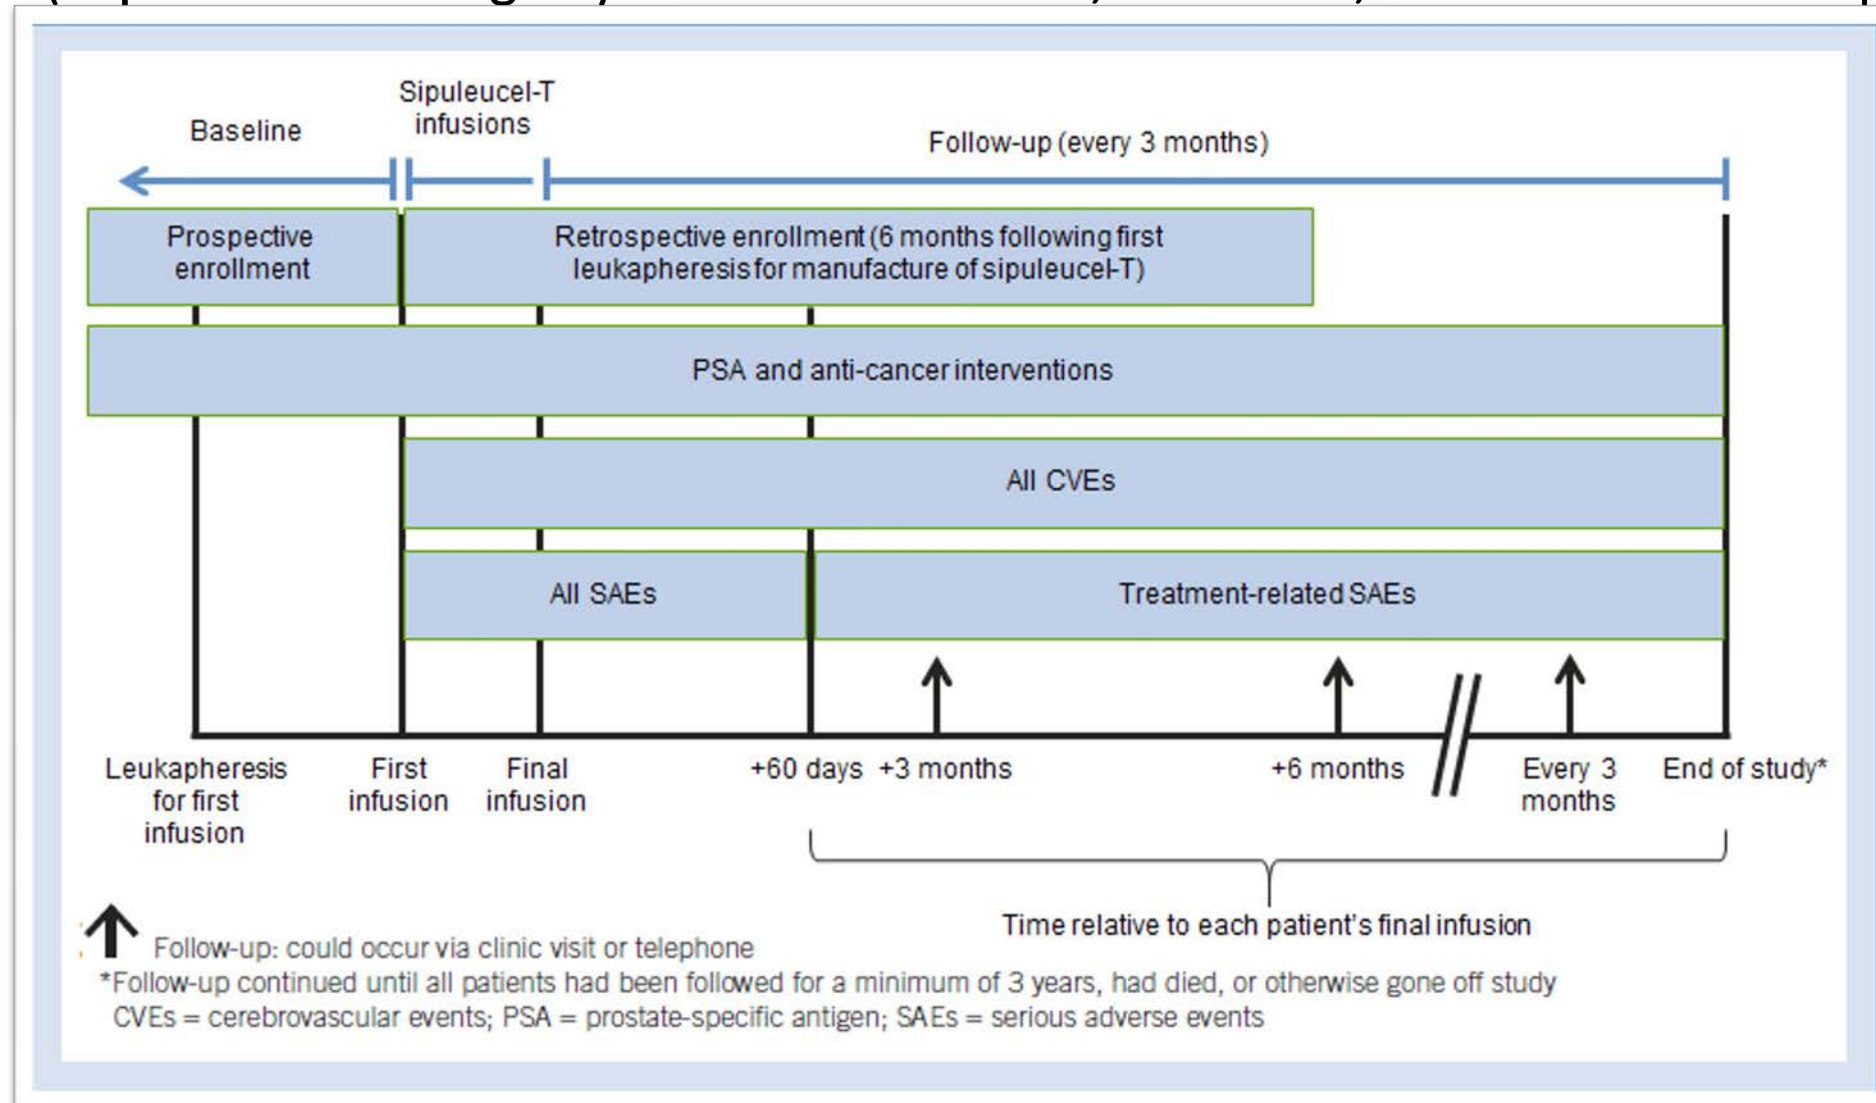 Sipuleucel-T
infusions
Baseline
Follow-up (every 3 months)
Prospective
enrollment
Retrospective enrollment (6 months following first
leukapheresis for manufacture of sipuleucel-T)
PSA and anti-cancer interventions
All CVEs
All SAEs
Treatment-related SAEs
Leukapheresis
for first
infusion
First
infusion
Final
infusion
+60 days
+3 months
+6 months
Every 3
months
End of study*
Time relative to each patient's final infusion
Follow-up: could occur via clinic visit or telephone
*Follow-up continued until all patients had been followed for a minimum of 3 years, had died, or otherwise gone off study
CVEs = cerebrovascular events; PSA = prostate-specific antigen; SAEs = serious adverse events